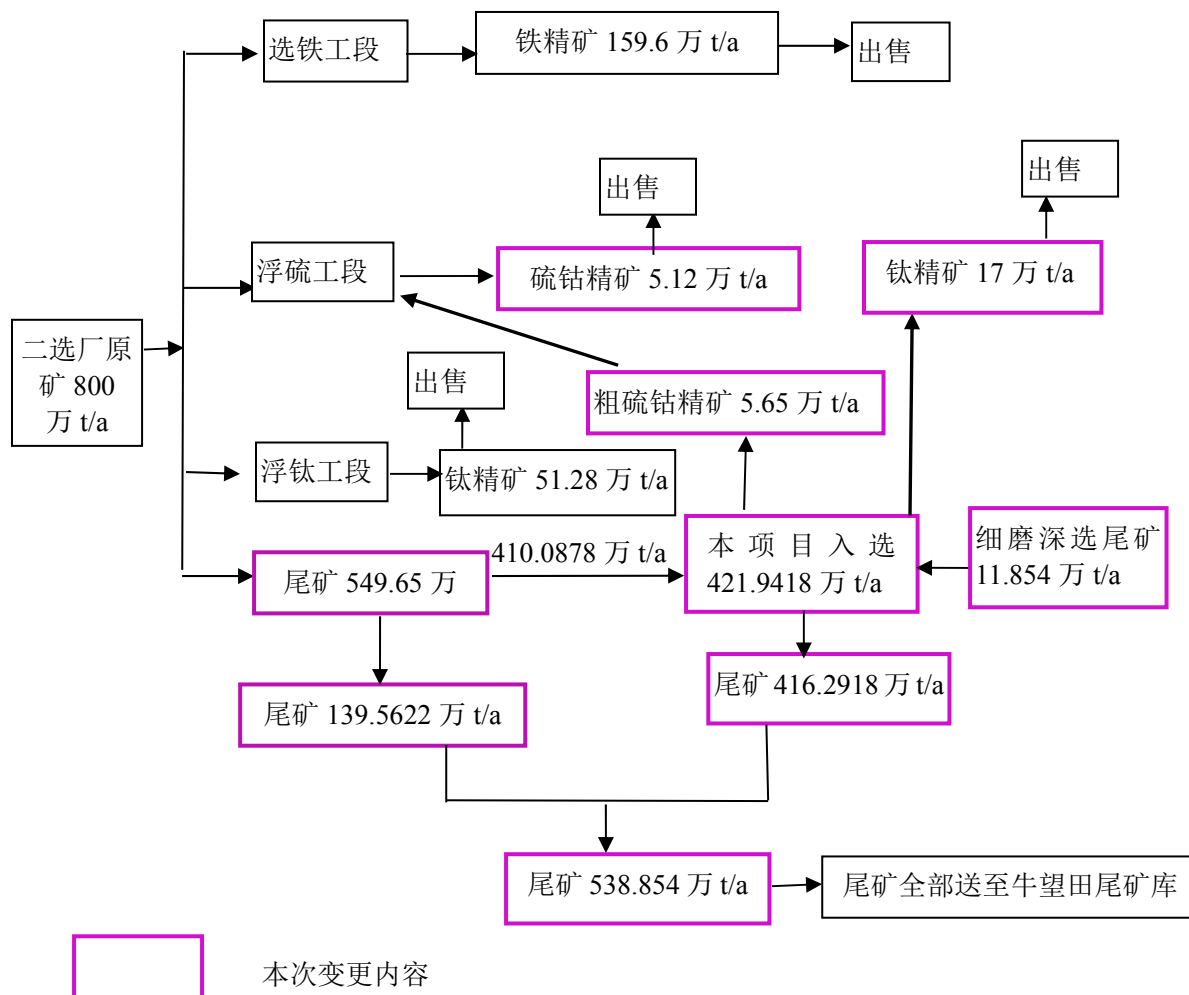 选铁工段
铁精矿 159.6 万 t/a
出售
出售
出售
浮硫工段
硫钴精矿 5.12 万 t/a
钛精矿 17 万 t/a
二选厂原
矿 800
万 t/a
出售
粗硫钴精矿 5.65 万 t/a
浮钛工段
钛精矿 51.28 万 t/a
尾矿 549.65 万
410.0878 万 t/a
本项目入选
421.9418 万 t/a
细磨深选尾矿
11.854 万 t/a
尾矿 139.5622 万 t/a
尾矿 416.2918 万 t/a
尾矿 538.854 万 t/a
尾矿全部送至牛望田尾矿库
本次变更内容